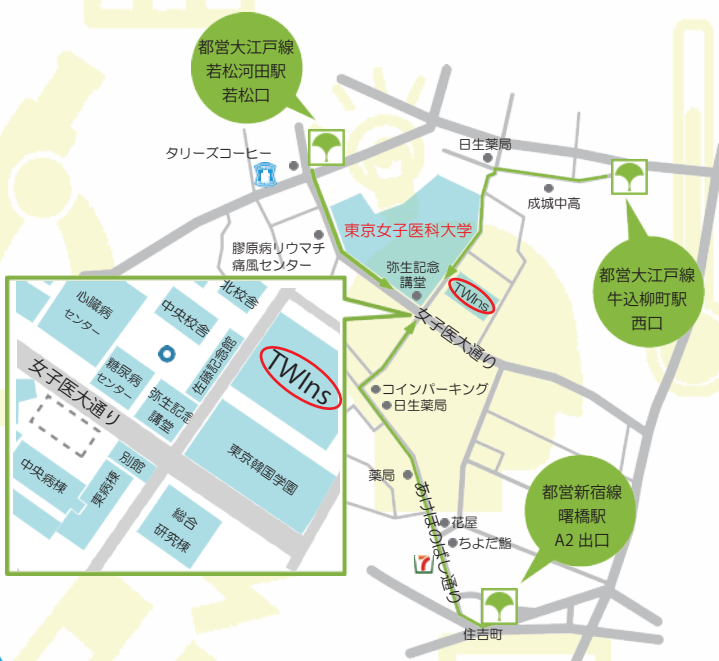 都営大江戸線
若松河田駅
若松口
タリーズコーヒー
日生薬局
成城中高
東京女子医科大学
膠原病リウマチ
痛風センター
弥生記念
講堂
TWIns
都営大江戸線
牛込柳町駅
西口
女子医大通り
心臓病
センター
中央校舎
北校舎
佐藤記念館
糖尿病
センター
弥生記念
講堂
TWIns
女子医大通り
中央病棟
東病棟
別館
東京韓国学園
総合
研究棟
コインパーキング
日生薬局
薬局
あけぼのばし通り
花屋
ちよだ鮨
7
都営新宿線
曙橋駅
A2 出口
住吉町